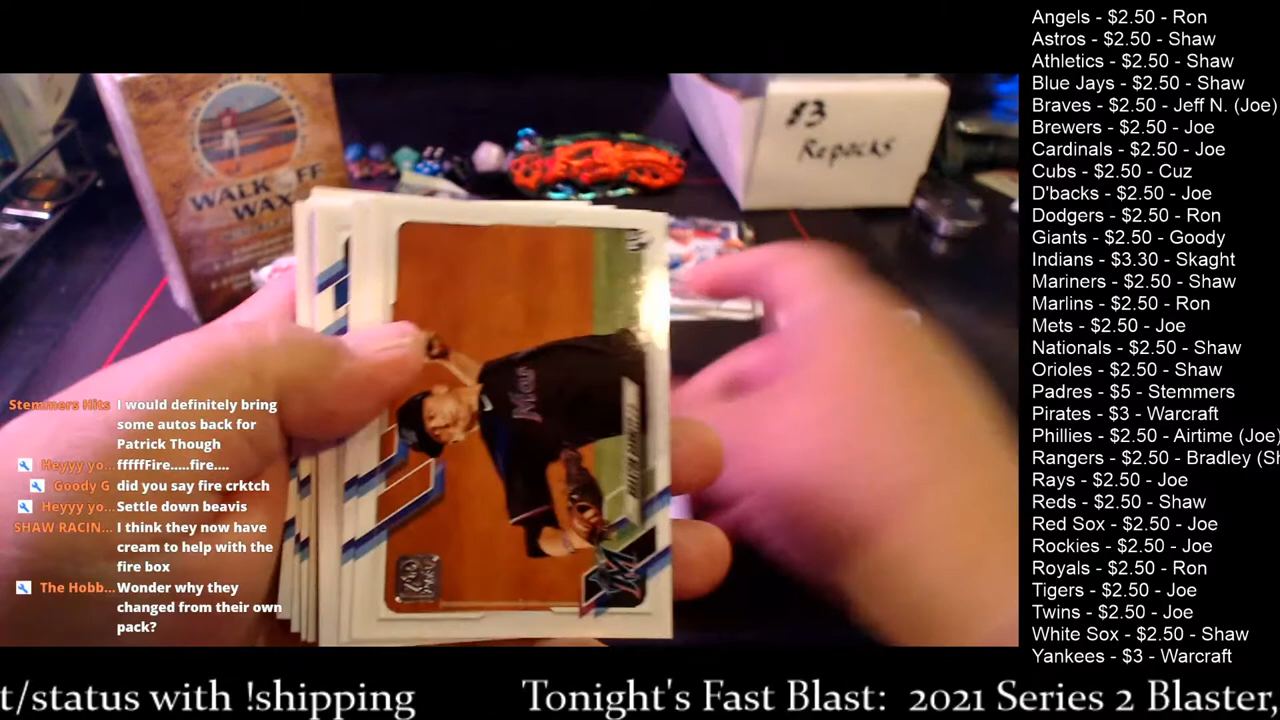 Angels - $2.50 - Ron
Astros - $2.50 - Shaw
Athletics - $2.50 - Shaw
Blue Jays - $2.50 - Shaw
Braves - $2.50 - Jeff N. (Joe)
Brewers - $2.50 - Joe
Cardinals - $2.50 - Joe
Cubs - $2.50 - Cuz
D'backs - $2.50 - Joe
Dodgers - $2.50 - Ron
Giants - $2.50 - Goody
Indians - $3.30 - Skaght
Mariners - $2.50 - Shaw
Marlins - $2.50 - Ron
Mets - $2.50 - Joe
Nationals - $2.50 - Shaw
Orioles - $2.50 - Shaw
Padres - $5 - Stemmers
Pirates - $3 - Warcraft
Phillies - $2.50 - Airtime (Joe)
Rangers - $2.50 - Bradley (Sh
Rays - $2.50 - Joe
Reds - $2.50 - Shaw
Red Sox - $2.50 - Joe
Rockies - $2.50 - Joe
Royals - $2.50 - Ron
Tigers - $2.50 - Joe
Twins - $2.50 - Joe
White Sox - $2.50 - Shaw
Yankees - $3 - Warcraft
$3
Repacks
WALK OFF
WAX
Stemmers Hits I would definitely bring
some autos back for
Patrick Though
Heyyy yo... fffffFire.....fire....
Goody G did you say fire crktch
Heyyy yo... Settle down beavis
SHAW RACIN... I think they now have
cream to help with the
fire box
The Hobb... Wonder why they
changed from their own
pack?
t/status with !shipping Tonight's Fast Blast: 2021 Series 2 Blaster,